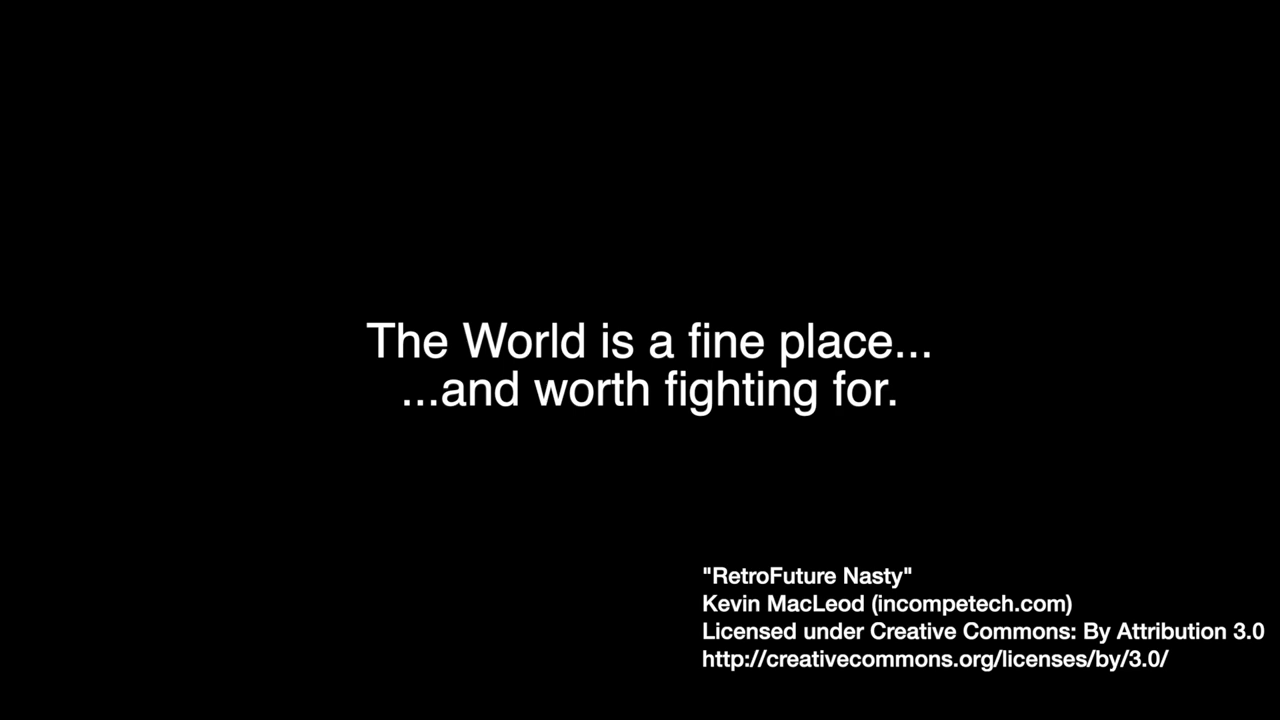 The World is a fine place...
...and worth fighting for.
"RetroFuture Nasty"
Kevin MacLeod (incompetech.com)
Licensed under Creative Commons: By Attribution 3.0
http://creativecommons.org/licenses/by/3.0/